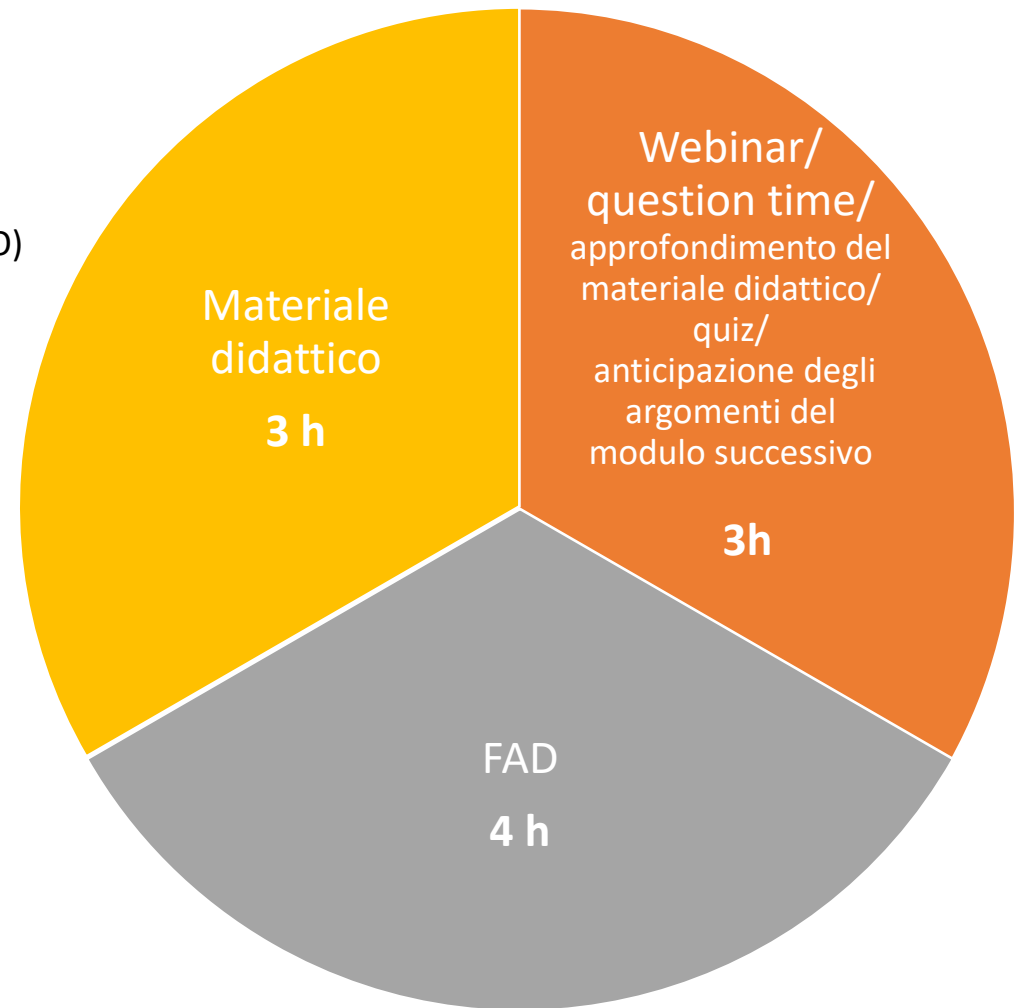 Webinar/
question time/
approfondimento del
materiale didattico/
quiz/
anticipazione degli
argomenti del
modulo successivo
3h
Materiale
didattico
3 h
FAD
4 h